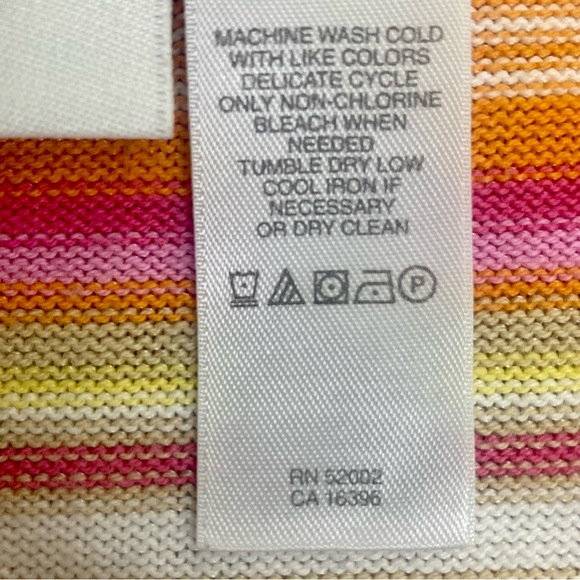 MACHINE WASH COLD
WITH LIKE COLORS
DELICATE CYCLE
ONLY NON-CHLORINE
BLEACH WHEN
NEEDED
TUMBLE DRY LOW
COOL IRON IF
NECESSARY
OR DRY CLEAN
P
RN 52002
CA 16396